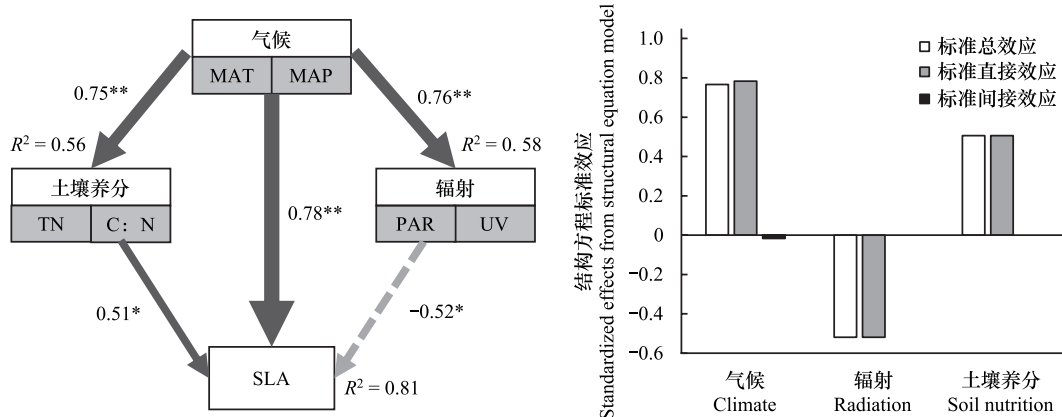 气候
MAT MAP
0.75**
0.76**
R² = 0.56
R² = 0. 58
土壤养分
TN C：N
辐射
PAR UV
0.78**
0.51*
−0.52*
SLA
R² = 0.81
结构方程标准效应
Standardized effects from structural equation model
1.0
0.8
0.6
0.4
0.2
0
−0.2
−0.4
−0.6
标准总效应
标准直接效应
标准间接效应
气候
Climate
辐射
Radiation
土壤养分
Soil nutrition